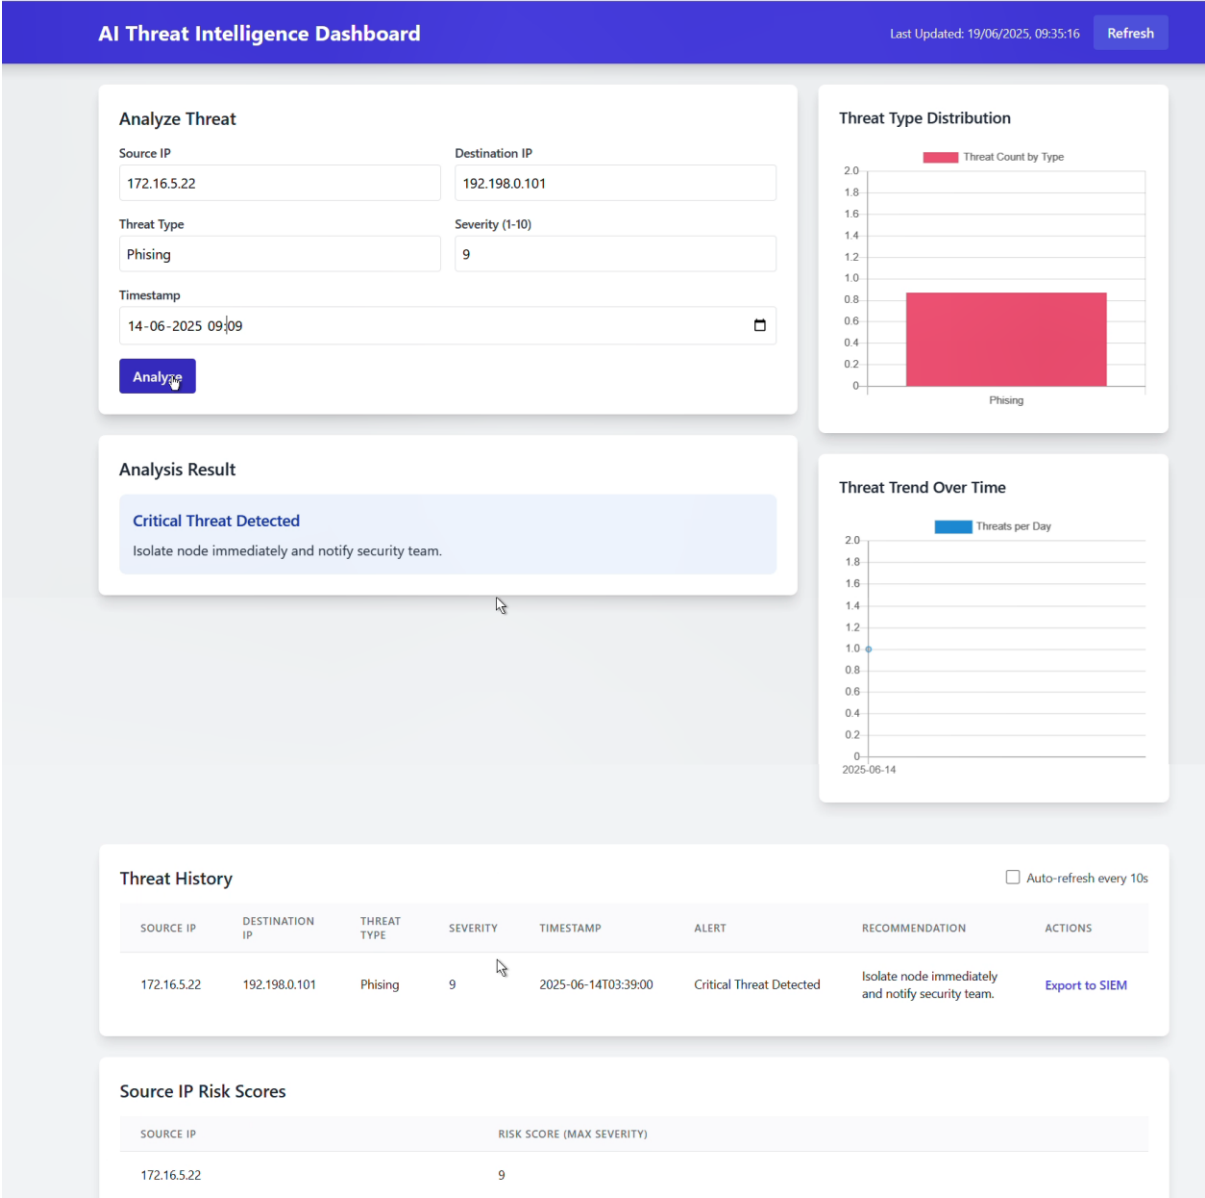 AI Threat Intelligence Dashboard
Last Updated: 19/06/2025, 09:35:16
Refresh
Analyze Threat
Source IP
Destination IP
172.16.5.22
192.198.0.101
Threat Type
Severity (1-10)
Phising
9
Timestamp
14-06-2025 09:09
Analyze
Analysis Result
Critical Threat Detected
Isolate node immediately and notify security team.
Threat Type Distribution
Threat Count by Type
2.0
1.8
1.6
1.4
1.2
1.0
0.8
0.6
0.4
0.2
0
Phising
Threat Trend Over Time
Threats per Day
2.0
1.8
1.6
1.4
1.2
1.0
0.8
0.6
0.4
0.2
0
2025-06-14
Threat History
Auto-refresh every 10s
SOURCE IP
DESTINATION
IP
THREAT
TYPE
SEVERITY
TIMESTAMP
ALERT
RECOMMENDATION
ACTIONS
172.16.5.22
192.198.0.101
Phising
9
2025-06-14T03:39:00
Critical Threat Detected
Isolate node immediately
and notify security team.
Export to SIEM
Source IP Risk Scores
SOURCE IP
RISK SCORE (MAX SEVERITY)
172.16.5.22
9